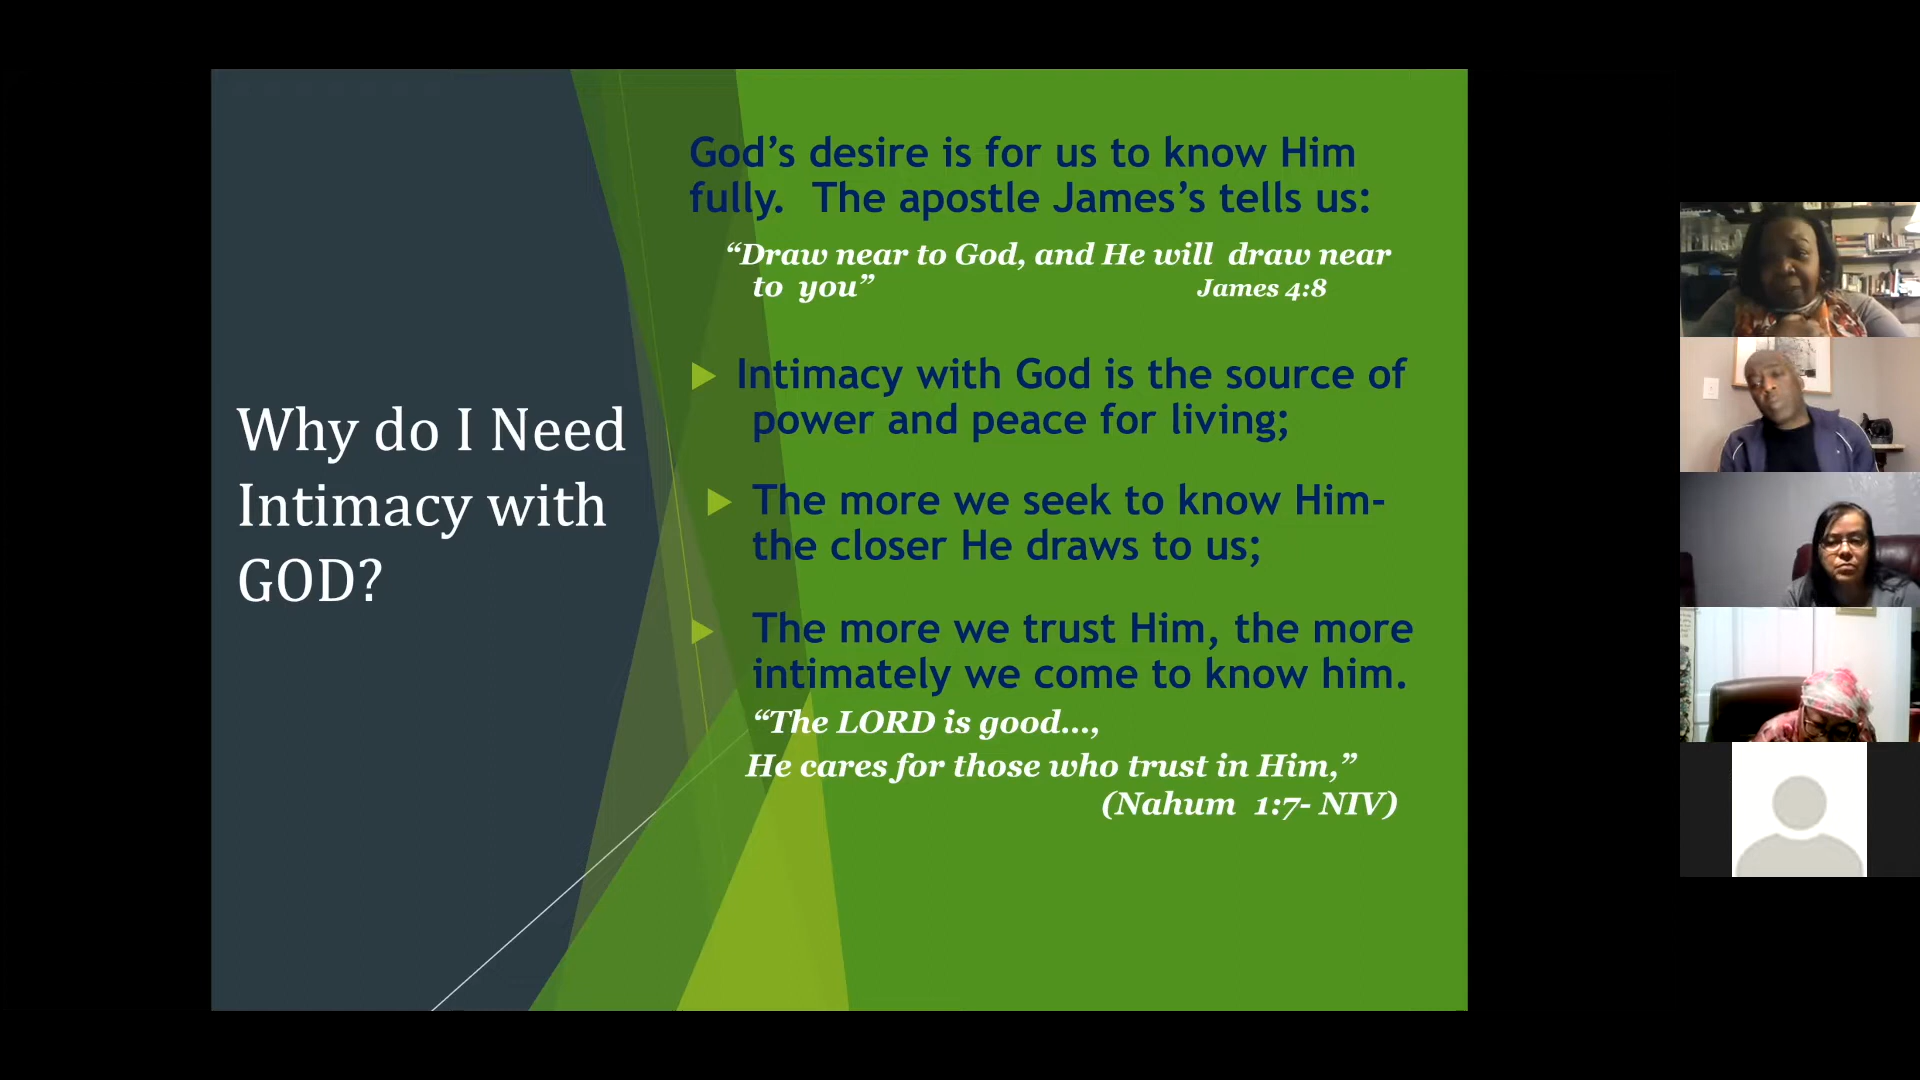 Why do I Need
Intimacy with
GOD?
God’s desire is for us to know Him
fully.  The apostle James’s tells us:
“Draw near to God, and He will  draw near
to  you”  James 4:8
Intimacy with God is the source of
power and peace for living;
The more we seek to know Him-
the closer He draws to us;
The more we trust Him, the more
intimately we come to know him.
“The LORD is good…,
He cares for those who trust in Him,”
(Nahum  1:7- NIV)